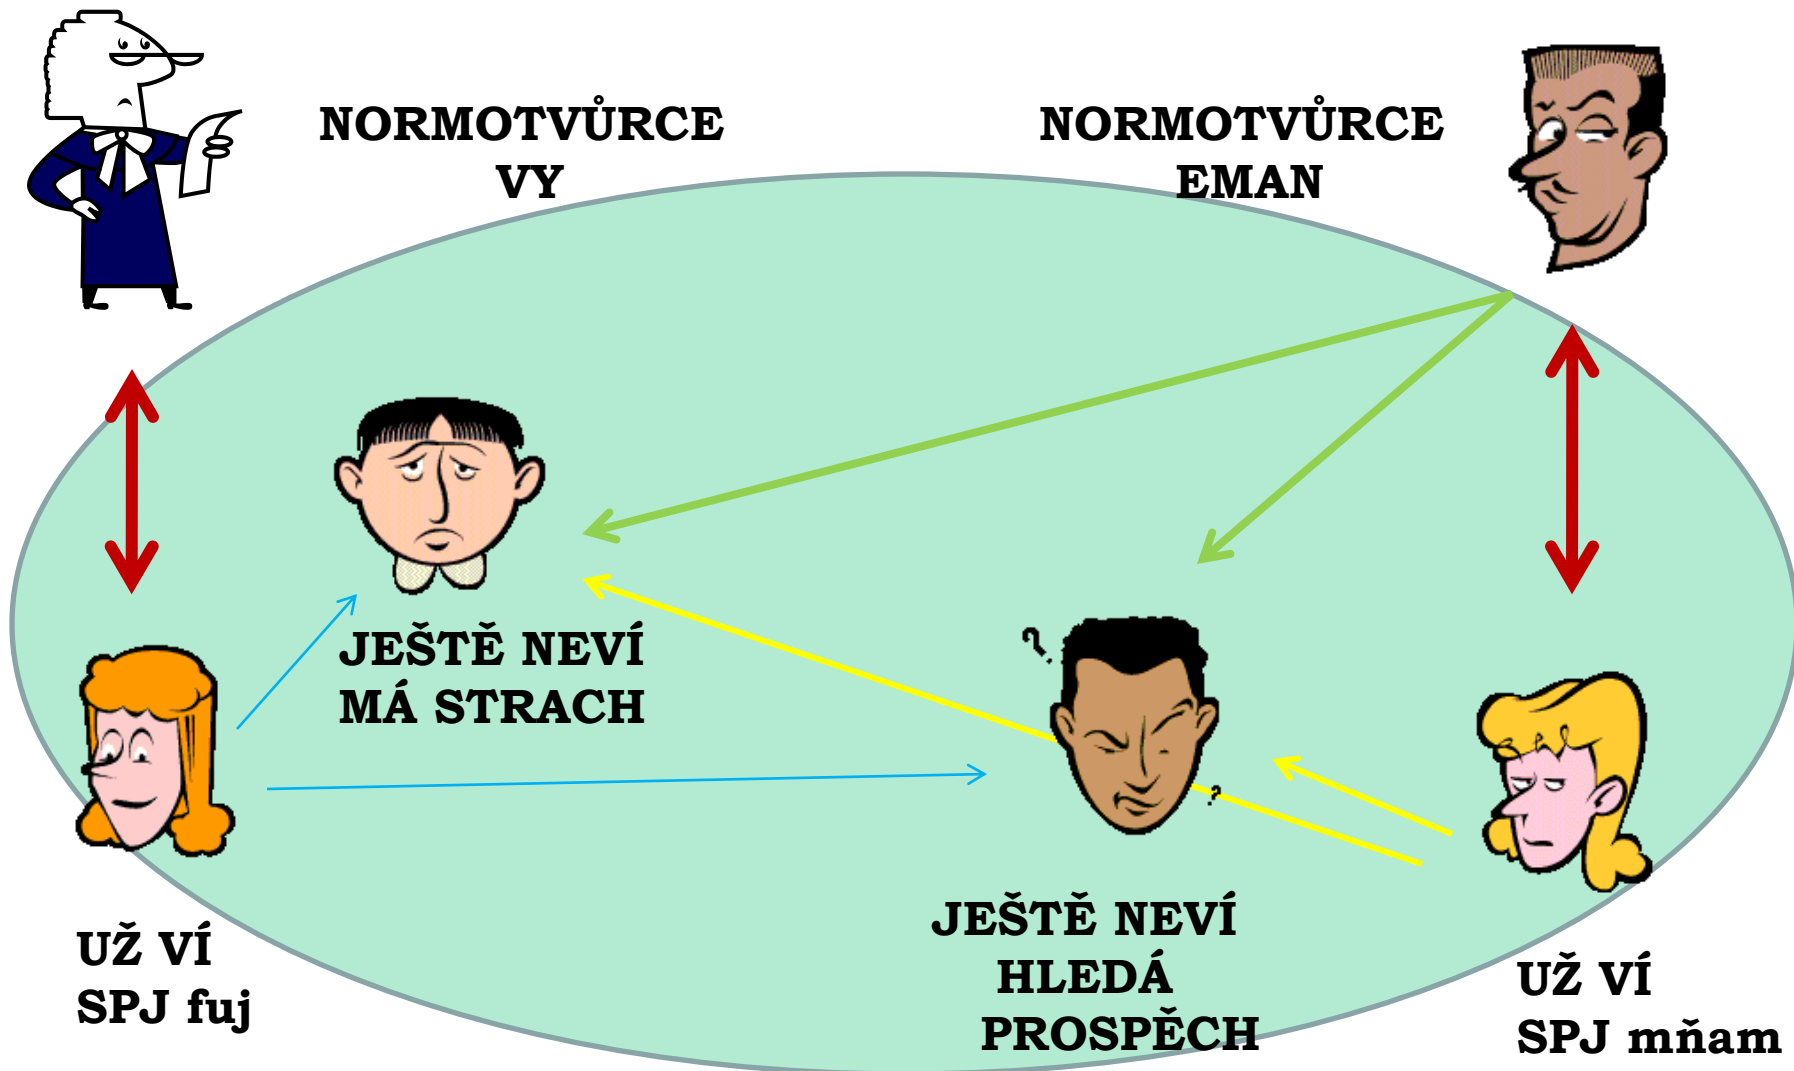 NORMOTVŮRCE
VY
NORMOTVŮRCE
EMAN
JEŠTĚ NEVÍ
MÁ STRACH
?
?
JEŠTĚ NEVÍ
HLEDÁ
PROSPĚCH
UŽ VÍ
SPJ fuj
UŽ VÍ
SPJ mňam